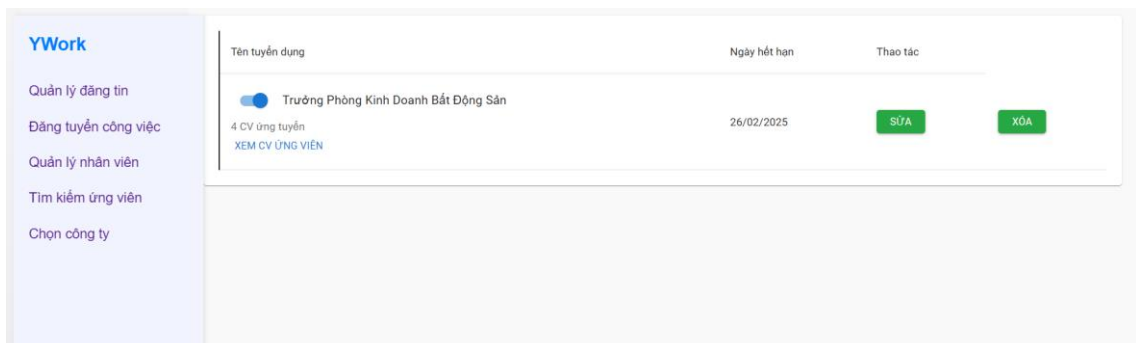 YWork
Quản lý đăng tin
Đăng tuyển công việc
Quản lý nhân viên
Tìm kiếm ứng viên
Chọn công ty
Tên tuyển dụng
Ngày hết hạn
Thao tác
Trưởng Phòng Kinh Doanh Bất Động Sản
4 CV ứng tuyển
XEM CV ỨNG VIÊN
26/02/2025
SỬA
XÓA